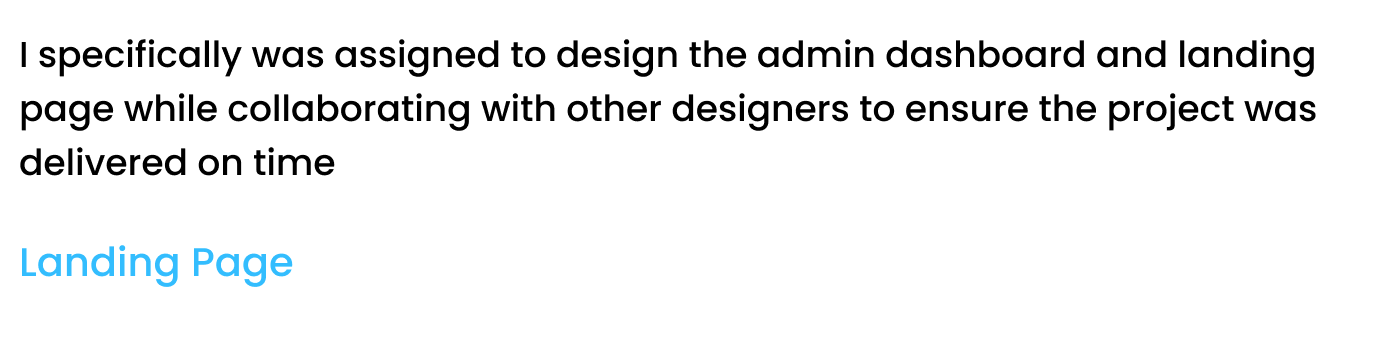 I specifically was assigned to design the admin dashboard and landing
page while collaborating with other designers to ensure the project was
delivered on time
Landing Page